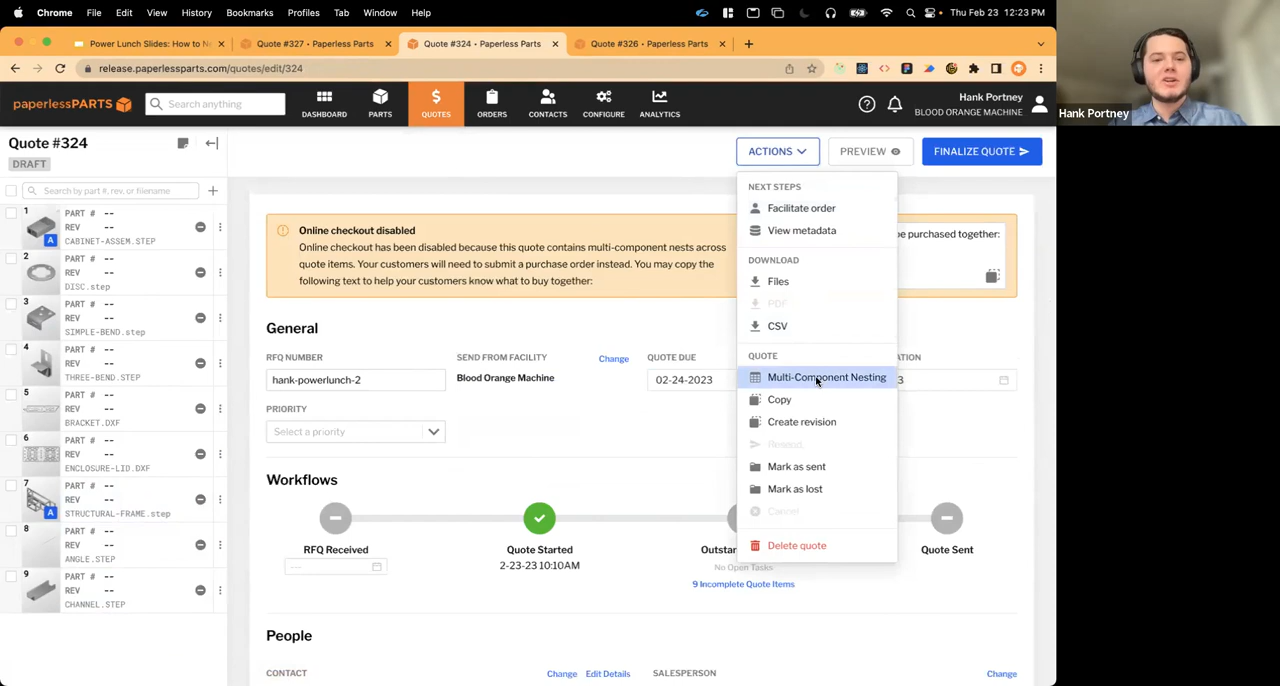 Chrome File Edit View History Bookmarks Profiles Tab Window Help
Thu Feb 23 12:23 PM
Power Lunch Slides: How to N
Quote #327 • Paperless Parts
Quote #324 • Paperless Parts
Quote #326 • Paperless Parts
release.paperlessparts.com/quotes/edit/324
paperlessPARTS
Search anything
DASHBOARD
PARTS
QUOTES
ORDERS
CONTACTS
CONFIGURE
ANALYTICS
Hank Portney
BLOOD ORANGE MACHINE
Hank Portney
Quote #324
DRAFT
Search by part #, rev, or filename
1 PART # --
REV --
A CABINET-ASSEM.STEP
2 PART # --
REV --
DISC.step
3 PART # --
REV --
SIMPLE-BEND.step
4 PART # --
REV --
THREE-BEND.STEP
5 PART # --
REV --
BRACKET.DXF
6 PART # --
REV --
ENCLOSURE-LID.DXF
7 PART # --
REV --
A STRUCTURAL-FRAME.step
8 PART # --
REV --
ANGLE.STEP
9 PART # --
REV --
CHANNEL.STEP
ACTIONS
PREVIEW
FINALIZE QUOTE
Online checkout disabled
Online checkout has been disabled because this quote contains multi-component nests across
quote items. Your customers will need to submit a purchase order instead. You may copy the
following text to help your customers know what to buy together:
be purchased together:
NEXT STEPS
Facilitate order
View metadata
DOWNLOAD
Files
PDF
CSV
QUOTE
Multi-Component Nesting
Copy
Create revision
Resend
Mark as sent
Mark as lost
Cancel
Delete quote
General
RFQ NUMBER
hank-powerlunch-2
SEND FROM FACILITY
Change
Blood Orange Machine
QUOTE DUE
02-24-2023
ATION
3
PRIORITY
Select a priority
Workflows
RFQ Received
---
Quote Started
2-23-23 10:10AM
Outstan
No Open Tasks
9 Incomplete Quote Items
Quote Sent
People
CONTACT
Change
Edit Details
SALESPERSON
Change